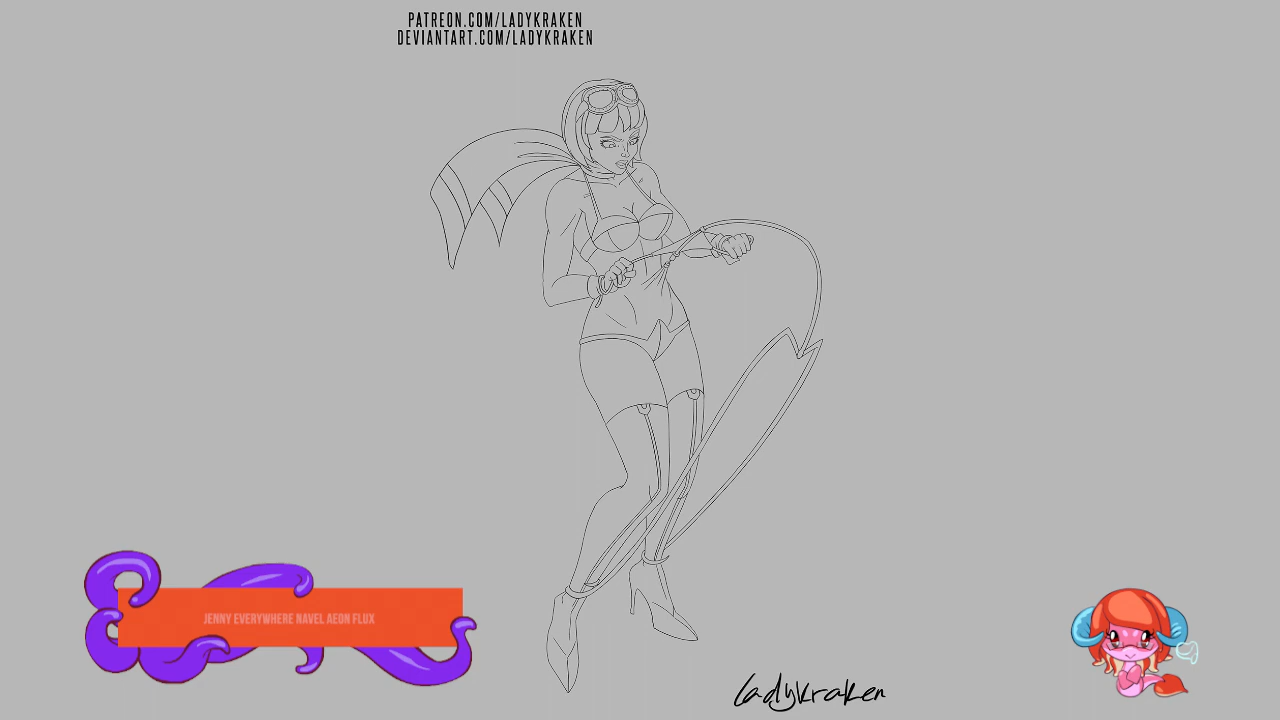 PATREON.COM/LADYKRAKEN
DEVIANTART.COM/LADYKRAKEN
JENNY EVERYWHERE NAVEL AEON FLUX
Ladykraken